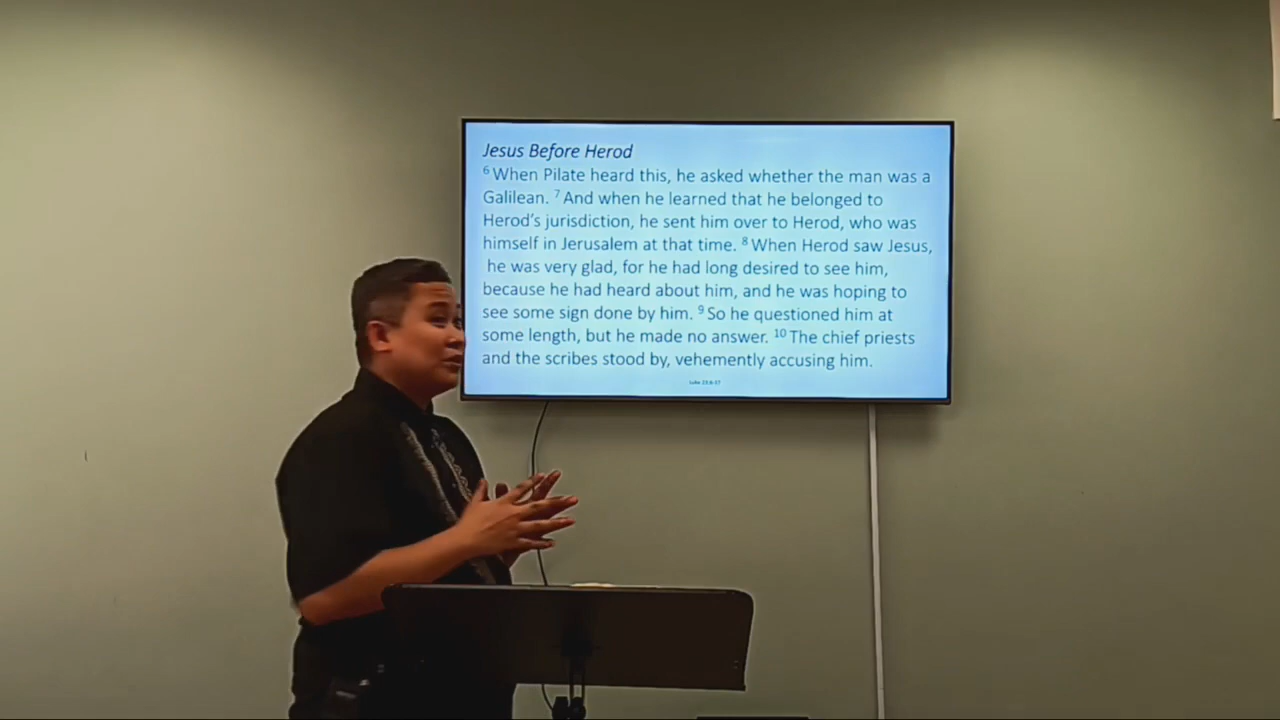 Jesus Before Herod
⁶ When Pilate heard this, he asked whether the man was a
Galilean. ⁷ And when he learned that he belonged to
Herod's jurisdiction, he sent him over to Herod, who was
himself in Jerusalem at that time. ⁸ When Herod saw Jesus,
he was very glad, for he had long desired to see him,
because he had heard about him, and he was hoping to
see some sign done by him. ⁹ So he questioned him at
some length, but he made no answer. ¹⁰ The chief priests
and the scribes stood by, vehemently accusing him.